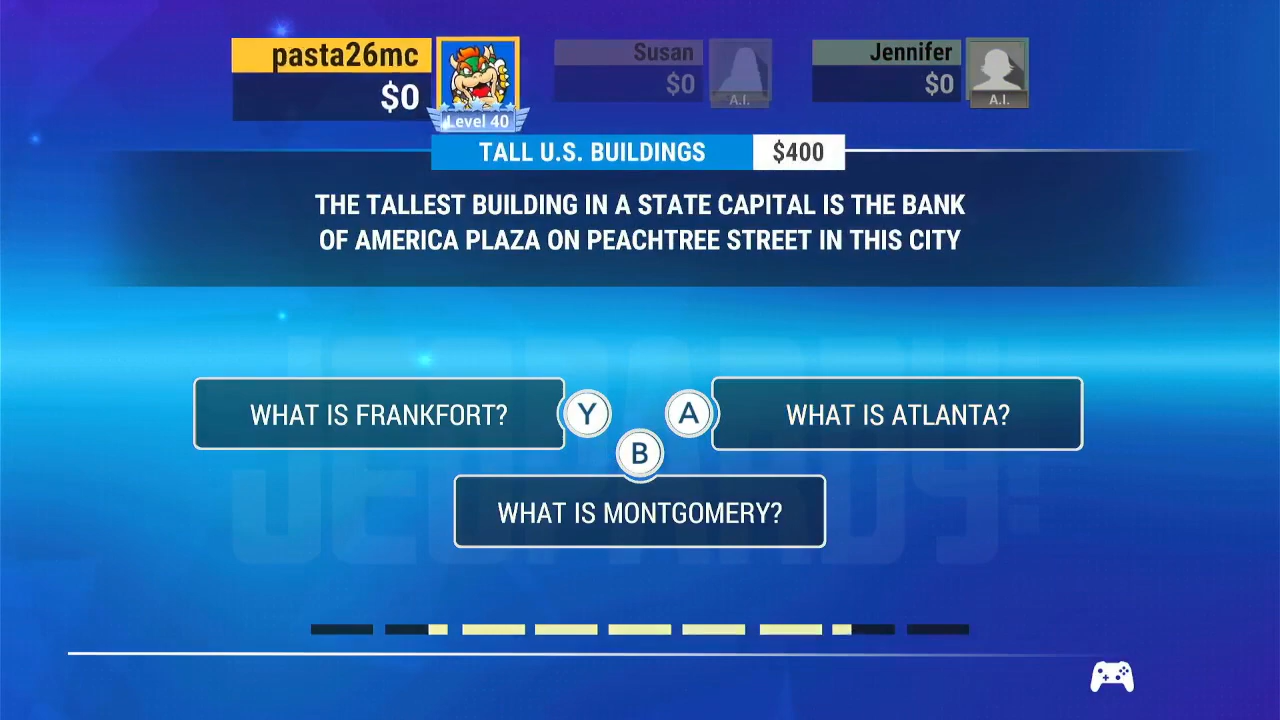 pasta26mc
$0
Level 40
Susan
$0
A.I.
Jennifer
$0
A.I.
TALL U.S. BUILDINGS $400
THE TALLEST BUILDING IN A STATE CAPITAL IS THE BANK
OF AMERICA PLAZA ON PEACHTREE STREET IN THIS CITY
WHAT IS FRANKFORT? Y A WHAT IS ATLANTA?
B
WHAT IS MONTGOMERY?
JEOPARDY!